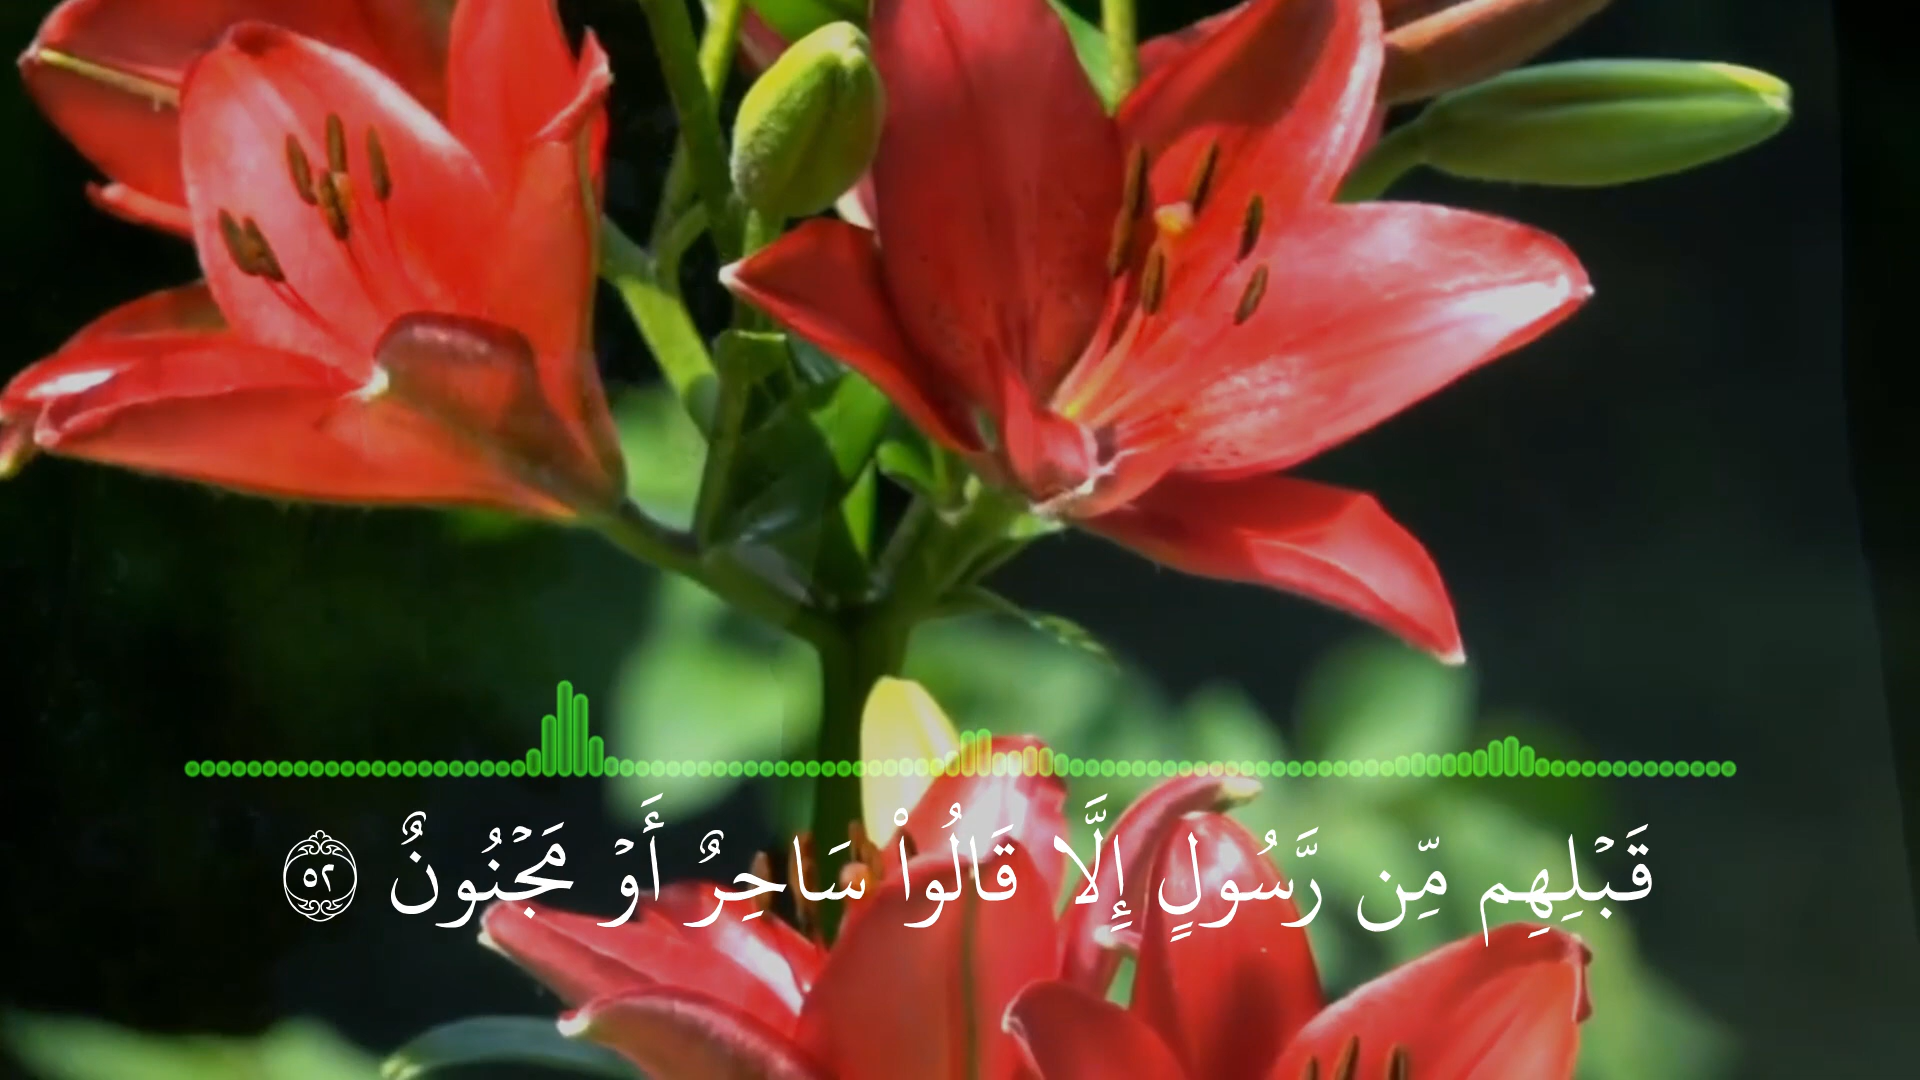 قَبۡلِهِم مِّن رَّسُولٍ إِلَّا قَالُواْ سَاحِرٌ أَوۡ مَجۡنُونٌ ٥٢